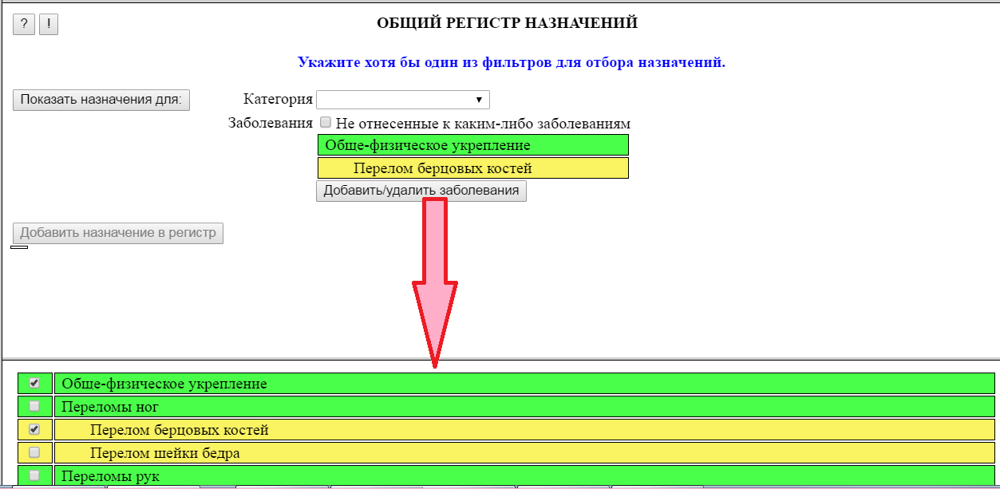 ? ! ОБЩИЙ РЕГИСТР НАЗНАЧЕНИЙ
Укажите хотя бы один из фильтров для отбора назначений.
Показать назначения для: Категория
Заболевания Не отнесенные к каким-либо заболеваниям
Обще-физическое укрепление
Перелом берцовых костей
Добавить/удалить заболевания
Добавить назначение в регистр
Обще-физическое укрепление
Переломы ног
Перелом берцовых костей
Перелом шейки бедра
Переломы рук